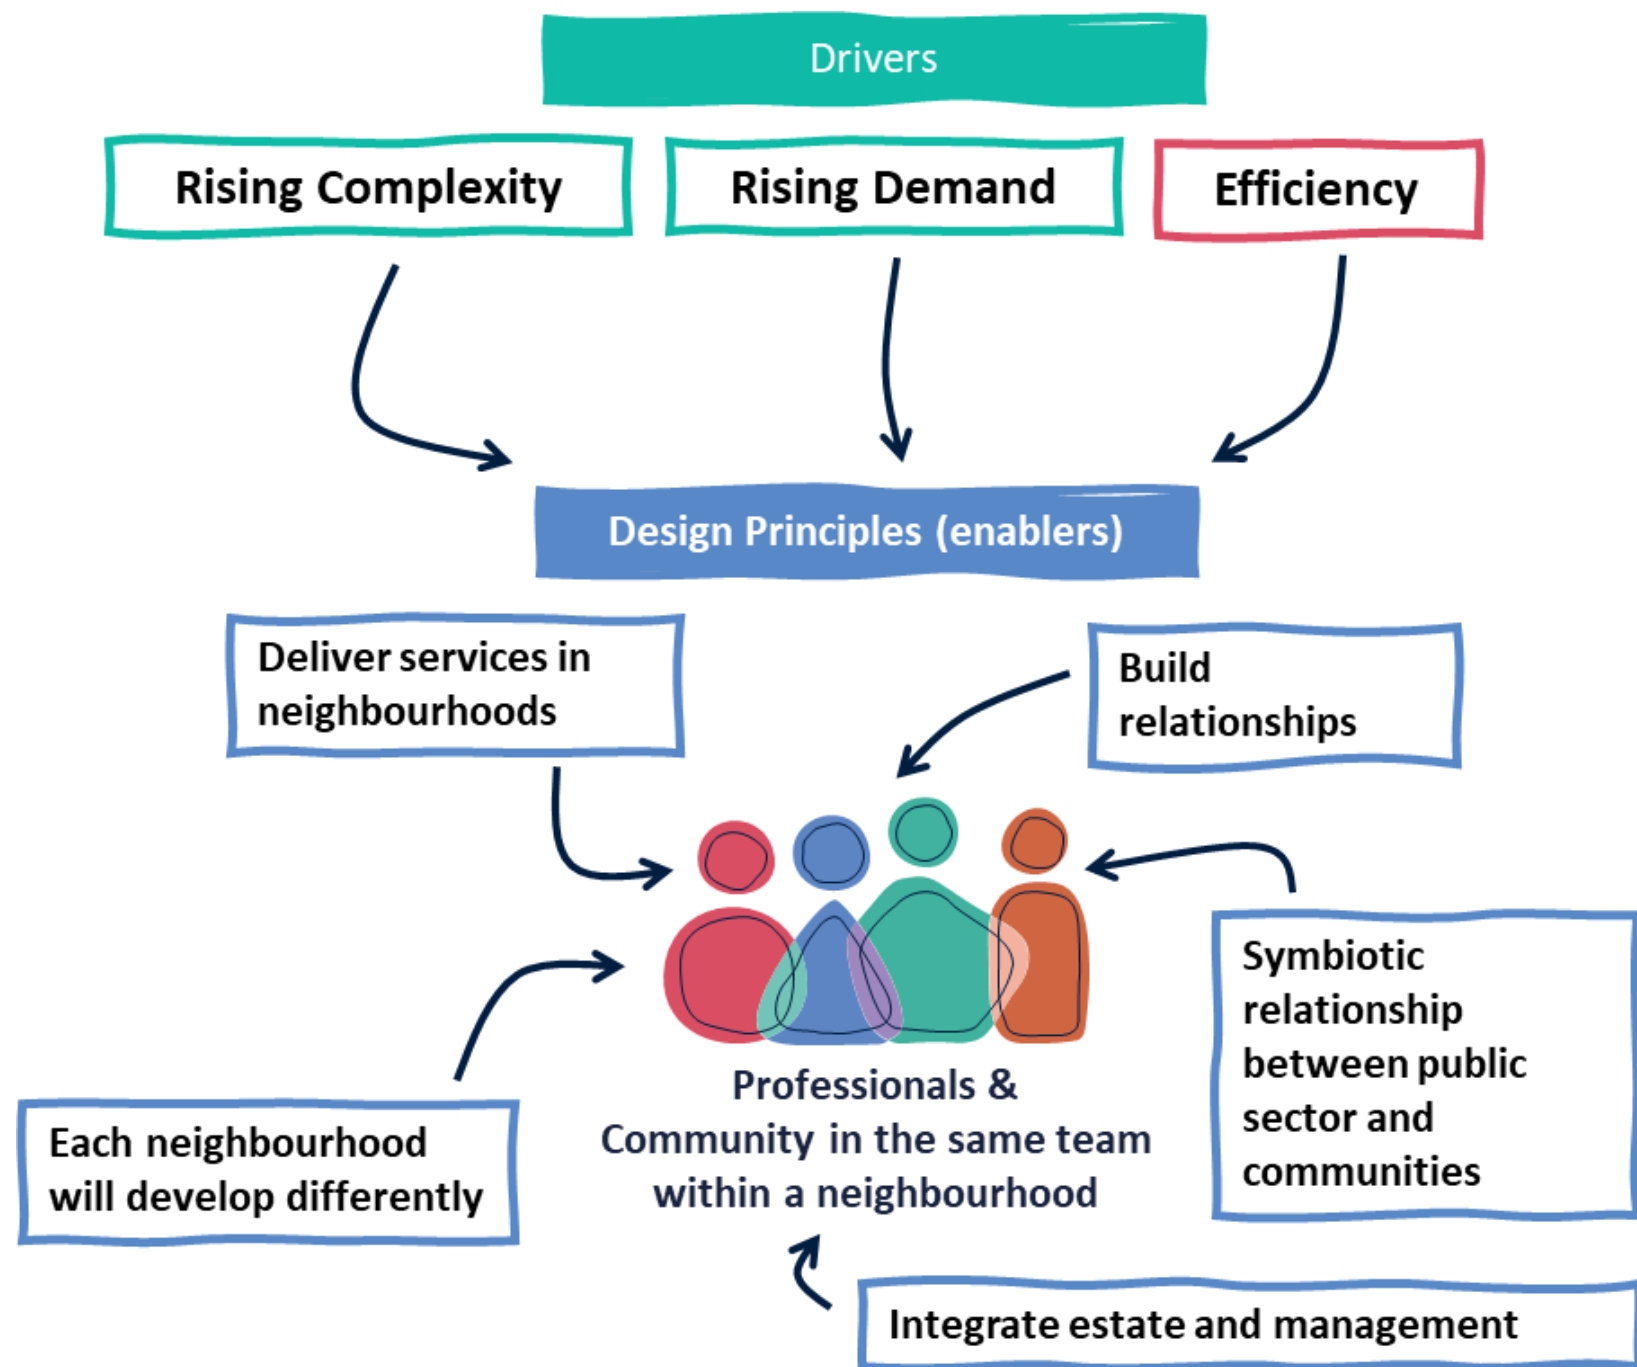 Drivers
Rising Complexity
Rising Demand
Efficiency
Design Principles (enablers)
Deliver services in
neighbourhoods
Build
relationships
Symbiotic
relationship
between public
sector and
communities
Professionals &
Community in the same team
within a neighbourhood
Each neighbourhood
will develop differently
Integrate estate and management